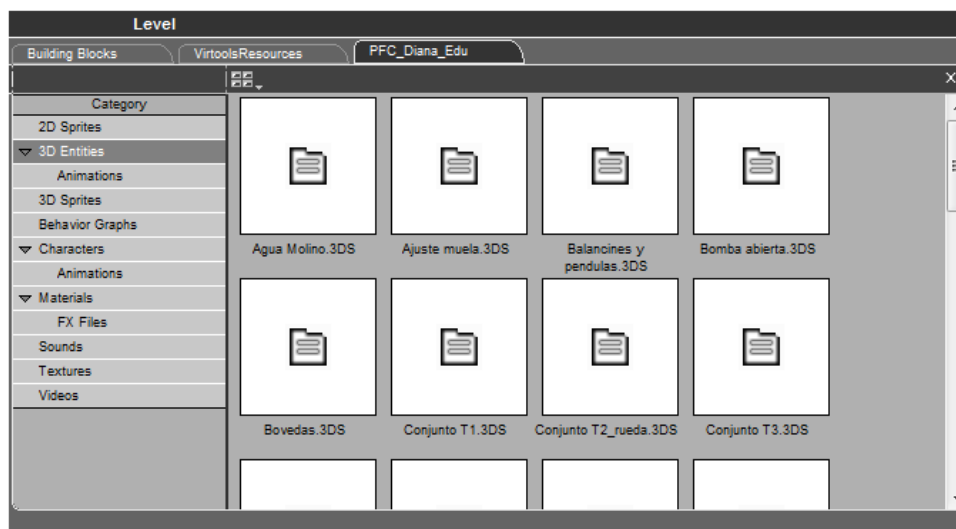 Level
Building Blocks
VirtoolsResources
PFC_Diana_Edu
Category
2D Sprites
3D Entities
Animations
3D Sprites
Behavior Graphs
Characters
Animations
Materials
FX Files
Sounds
Textures
Videos
Agua Molino.3DS
Ajuste muela.3DS
Balancines y
pendulas.3DS
Bomba abierta.3DS
Bovedas.3DS
Conjunto T1.3DS
Conjunto T2_rueda.3DS
Conjunto T3.3DS